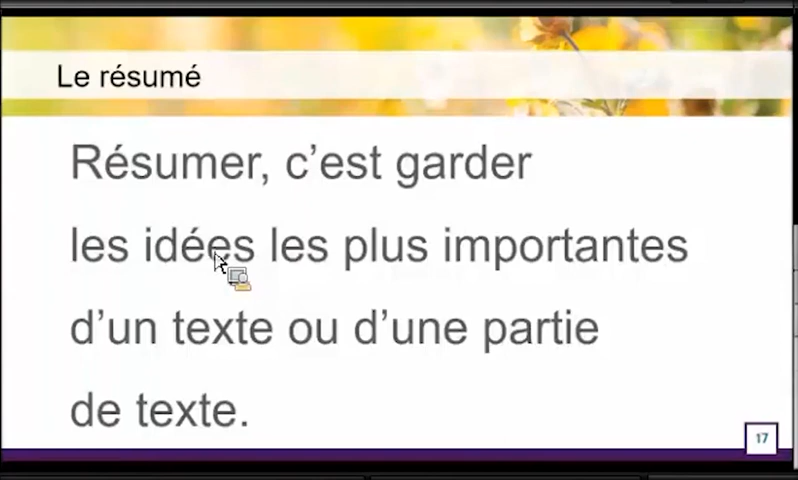 Le résumé
Résumer, c’est garder
les idées les plus importantes
d’un texte ou d’une partie
de texte.
17